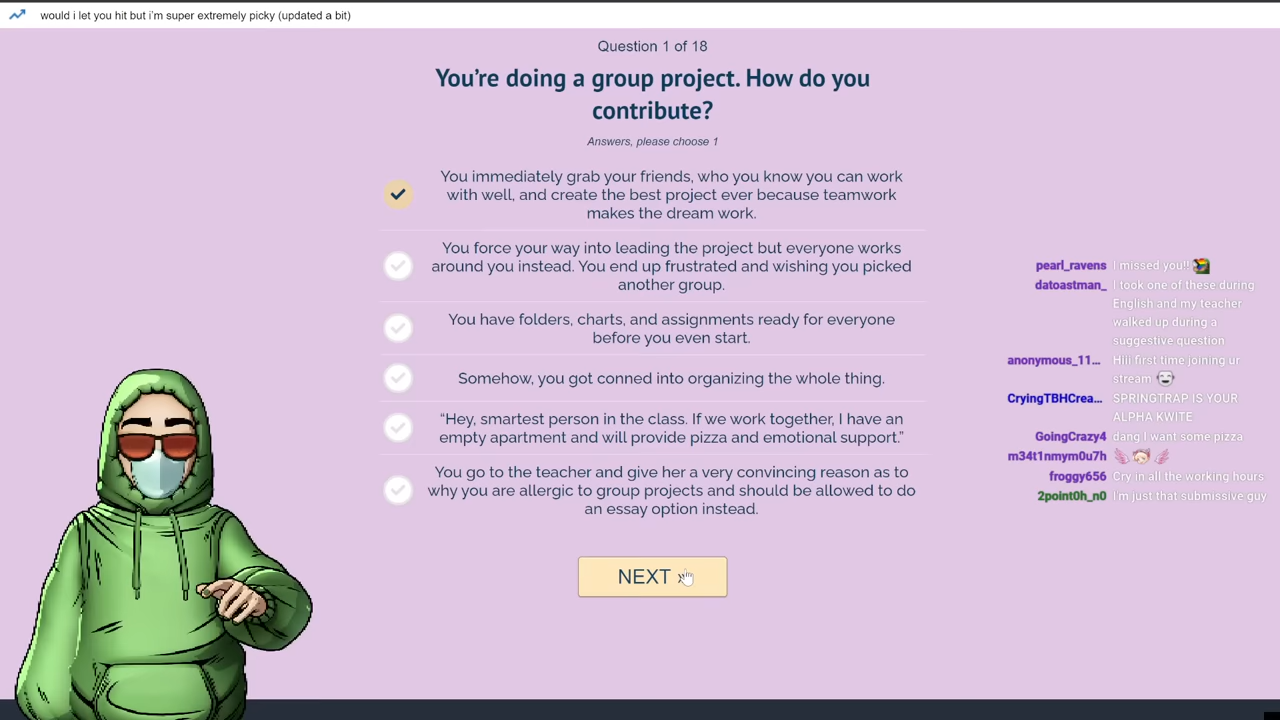 would i let you hit but i'm super extremely picky (updated a bit)
Question 1 of 18
You're doing a group project. How do you
contribute?
Answers, please choose 1
You immediately grab your friends, who you know you can work
with well, and create the best project ever because teamwork
makes the dream work.
You force your way into leading the project but everyone works
around you instead. You end up frustrated and wishing you picked
another group.
You have folders, charts, and assignments ready for everyone
before you even start.
Somehow, you got conned into organizing the whole thing.
“Hey, smartest person in the class. If we work together, I have an
empty apartment and will provide pizza and emotional support.”
You go to the teacher and give her a very convincing reason as to
why you are allergic to group projects and should be allowed to do
an essay option instead.
NEXT »
pearl_ravens I missed you!!
datoastman_ I took one of these during
English and my teacher
walked up during a
suggestive question
anonymous_11... Hiii first time joining ur
stream
CryingTBHCrea... SPRINGTRAP IS YOUR
ALPHA KWITE
GoingCrazy4 dang I want some pizza
m34t1nmym0u7h
froggy656 Cry in all the working hours
2point0h_n0 I'm just that submissive guy